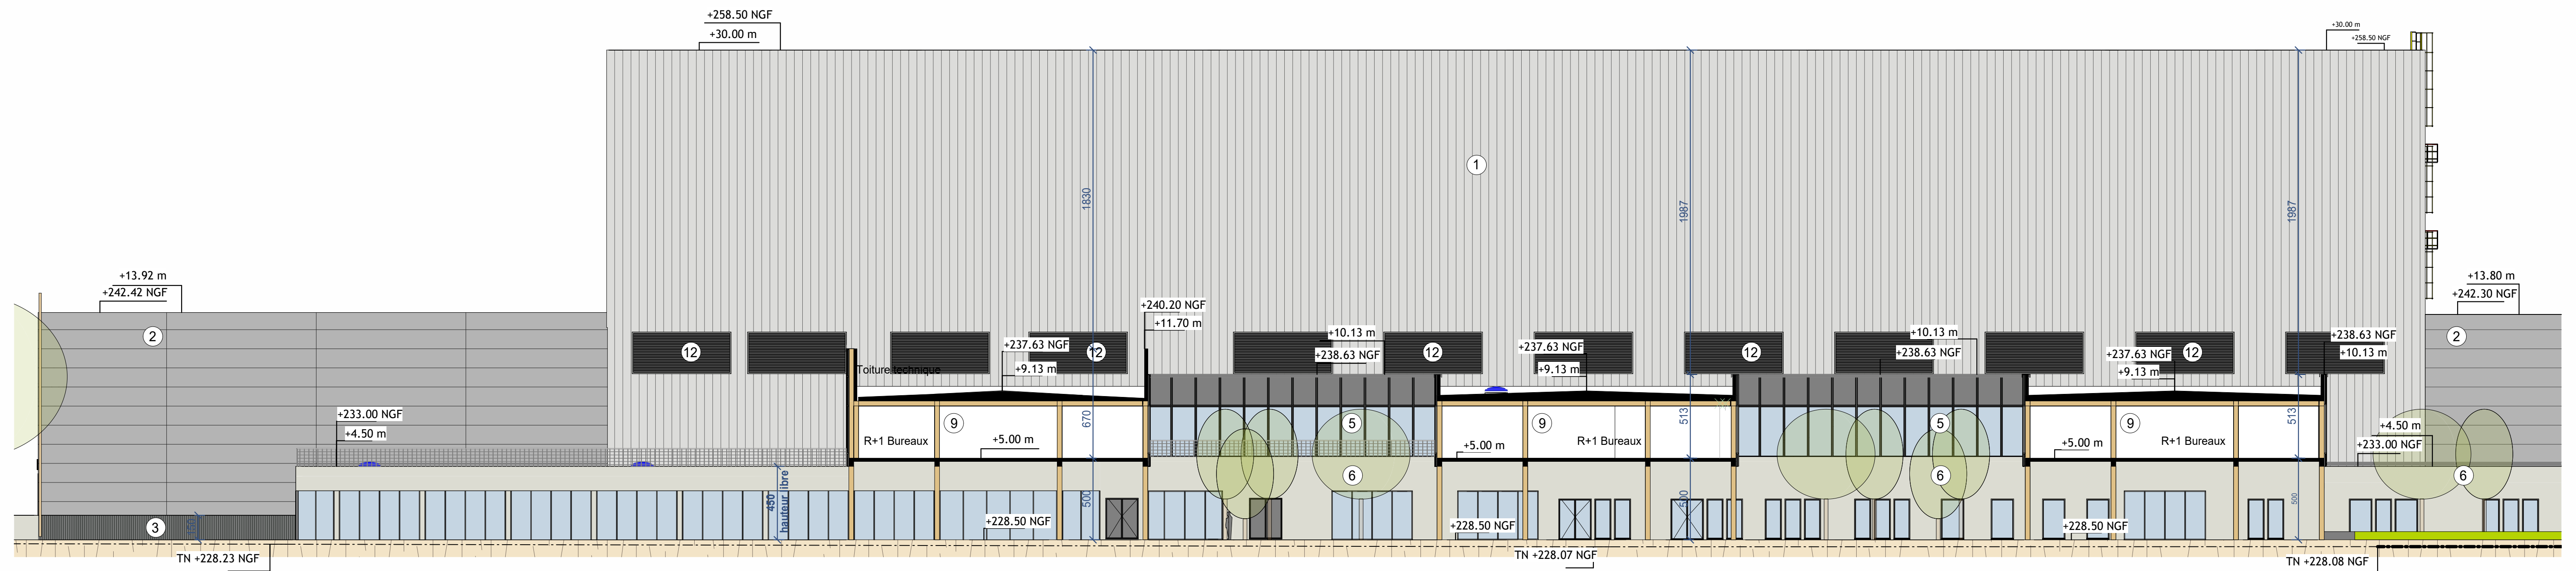 +258.50 NGF
+30.00 m
+30.00 m
+258.50 NGF
1
1830
1987
1987
+13.92 m
+242.42 NGF
+13.80 m
+242.30 NGF
2
2
+240.20 NGF
+11.70 m
12
12
12
12
12
+237.63 NGF
+9.13 m
+10.13 m
+238.63 NGF
+237.63 NGF
+9.13 m
+10.13 m
+238.63 NGF
+237.63 NGF
+9.13 m
+238.63 NGF
+10.13 m
Toiture technique
+233.00 NGF
+4.50 m
9
R+1 Bureaux
+5.00 m
670
5
9
R+1 Bureaux
+5.00 m
513
5
9
R+1 Bureaux
+5.00 m
513
+4.50 m
+233.00 NGF
6
6
6
450
hauteur libre
500
500
500
3
150
+228.50 NGF
+228.50 NGF
+228.50 NGF
TN +228.23 NGF
TN +228.07 NGF
TN +228.08 NGF